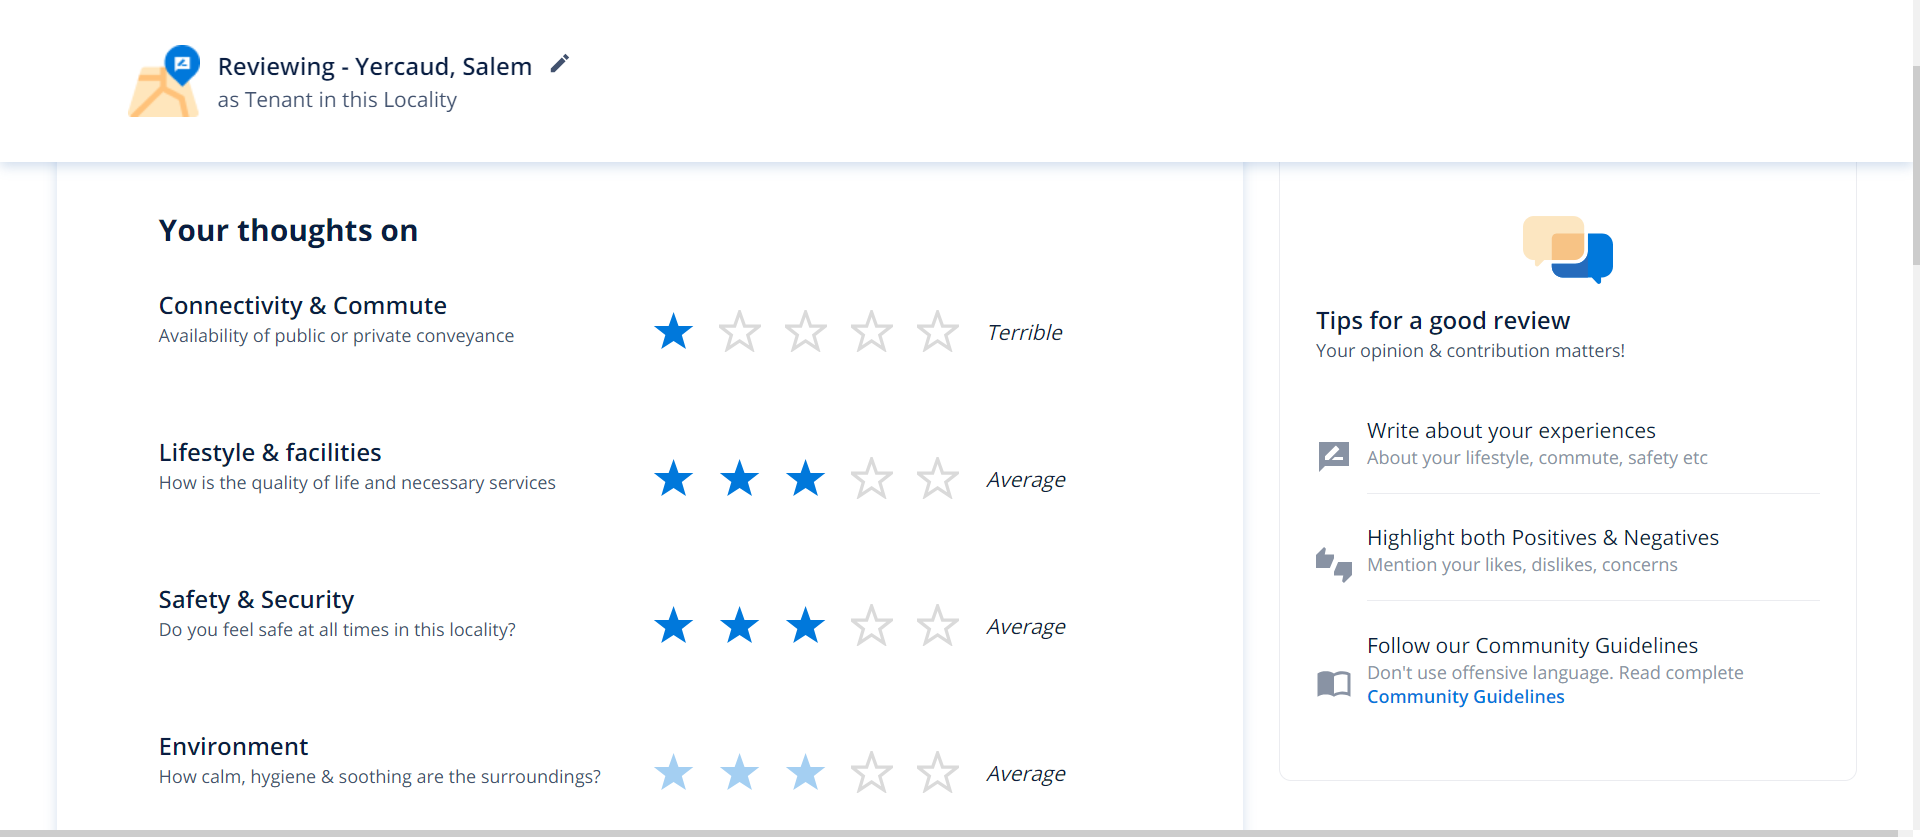 Reviewing - Yercaud, Salem
as Tenant in this Locality
Your thoughts on
Connectivity & Commute
Availability of public or private conveyance
Terrible
Lifestyle & facilities
How is the quality of life and necessary services
Average
Safety & Security
Do you feel safe at all times in this locality?
Average
Environment
How calm, hygiene & soothing are the surroundings?
Average
Tips for a good review
Your opinion & contribution matters!
Write about your experiences
About your lifestyle, commute, safety etc
Highlight both Positives & Negatives
Mention your likes, dislikes, concerns
Follow our Community Guidelines
Don't use offensive language. Read complete
Community Guidelines